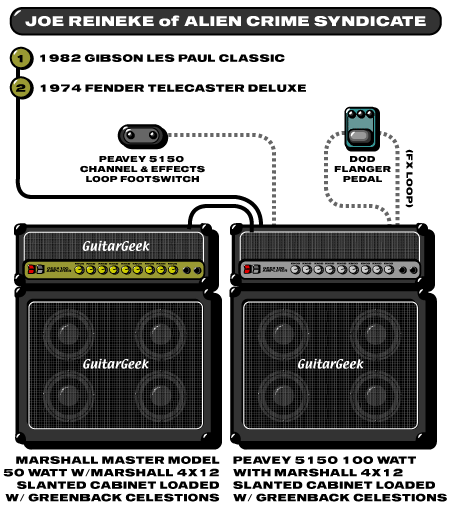 JOE REINEKE of ALIEN CRIME SYNDICATE
1 1982 GIBSON LES PAUL CLASSIC
2 1974 FENDER TELECASTER DELUXE
PEAVEY 5150
CHANNEL & EFFECTS
LOOP FOOTSWITCH
DOD
FLANGER
PEDAL
(FX LOOP)
GuitarGeek
GuitarGeek
GuitarGeek
MARSHALL MASTER MODEL
50 WATT W/MARSHALL 4X12
SLANTED CABINET LOADED
W/ GREENBACK CELESTIONS
PEAVEY 5150 100 WATT
WITH MARSHALL 4X12
SLANTED CABINET LOADED
W/ GREENBACK CELESTIONS